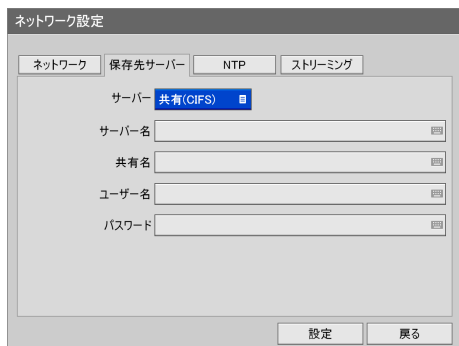 ネットワーク設定
ネットワーク 保存先サーバー NTP ストリーミング
サーバー 共有(CIFS)
サーバー名
共有名
ユーザー名
パスワード
設定 戻る